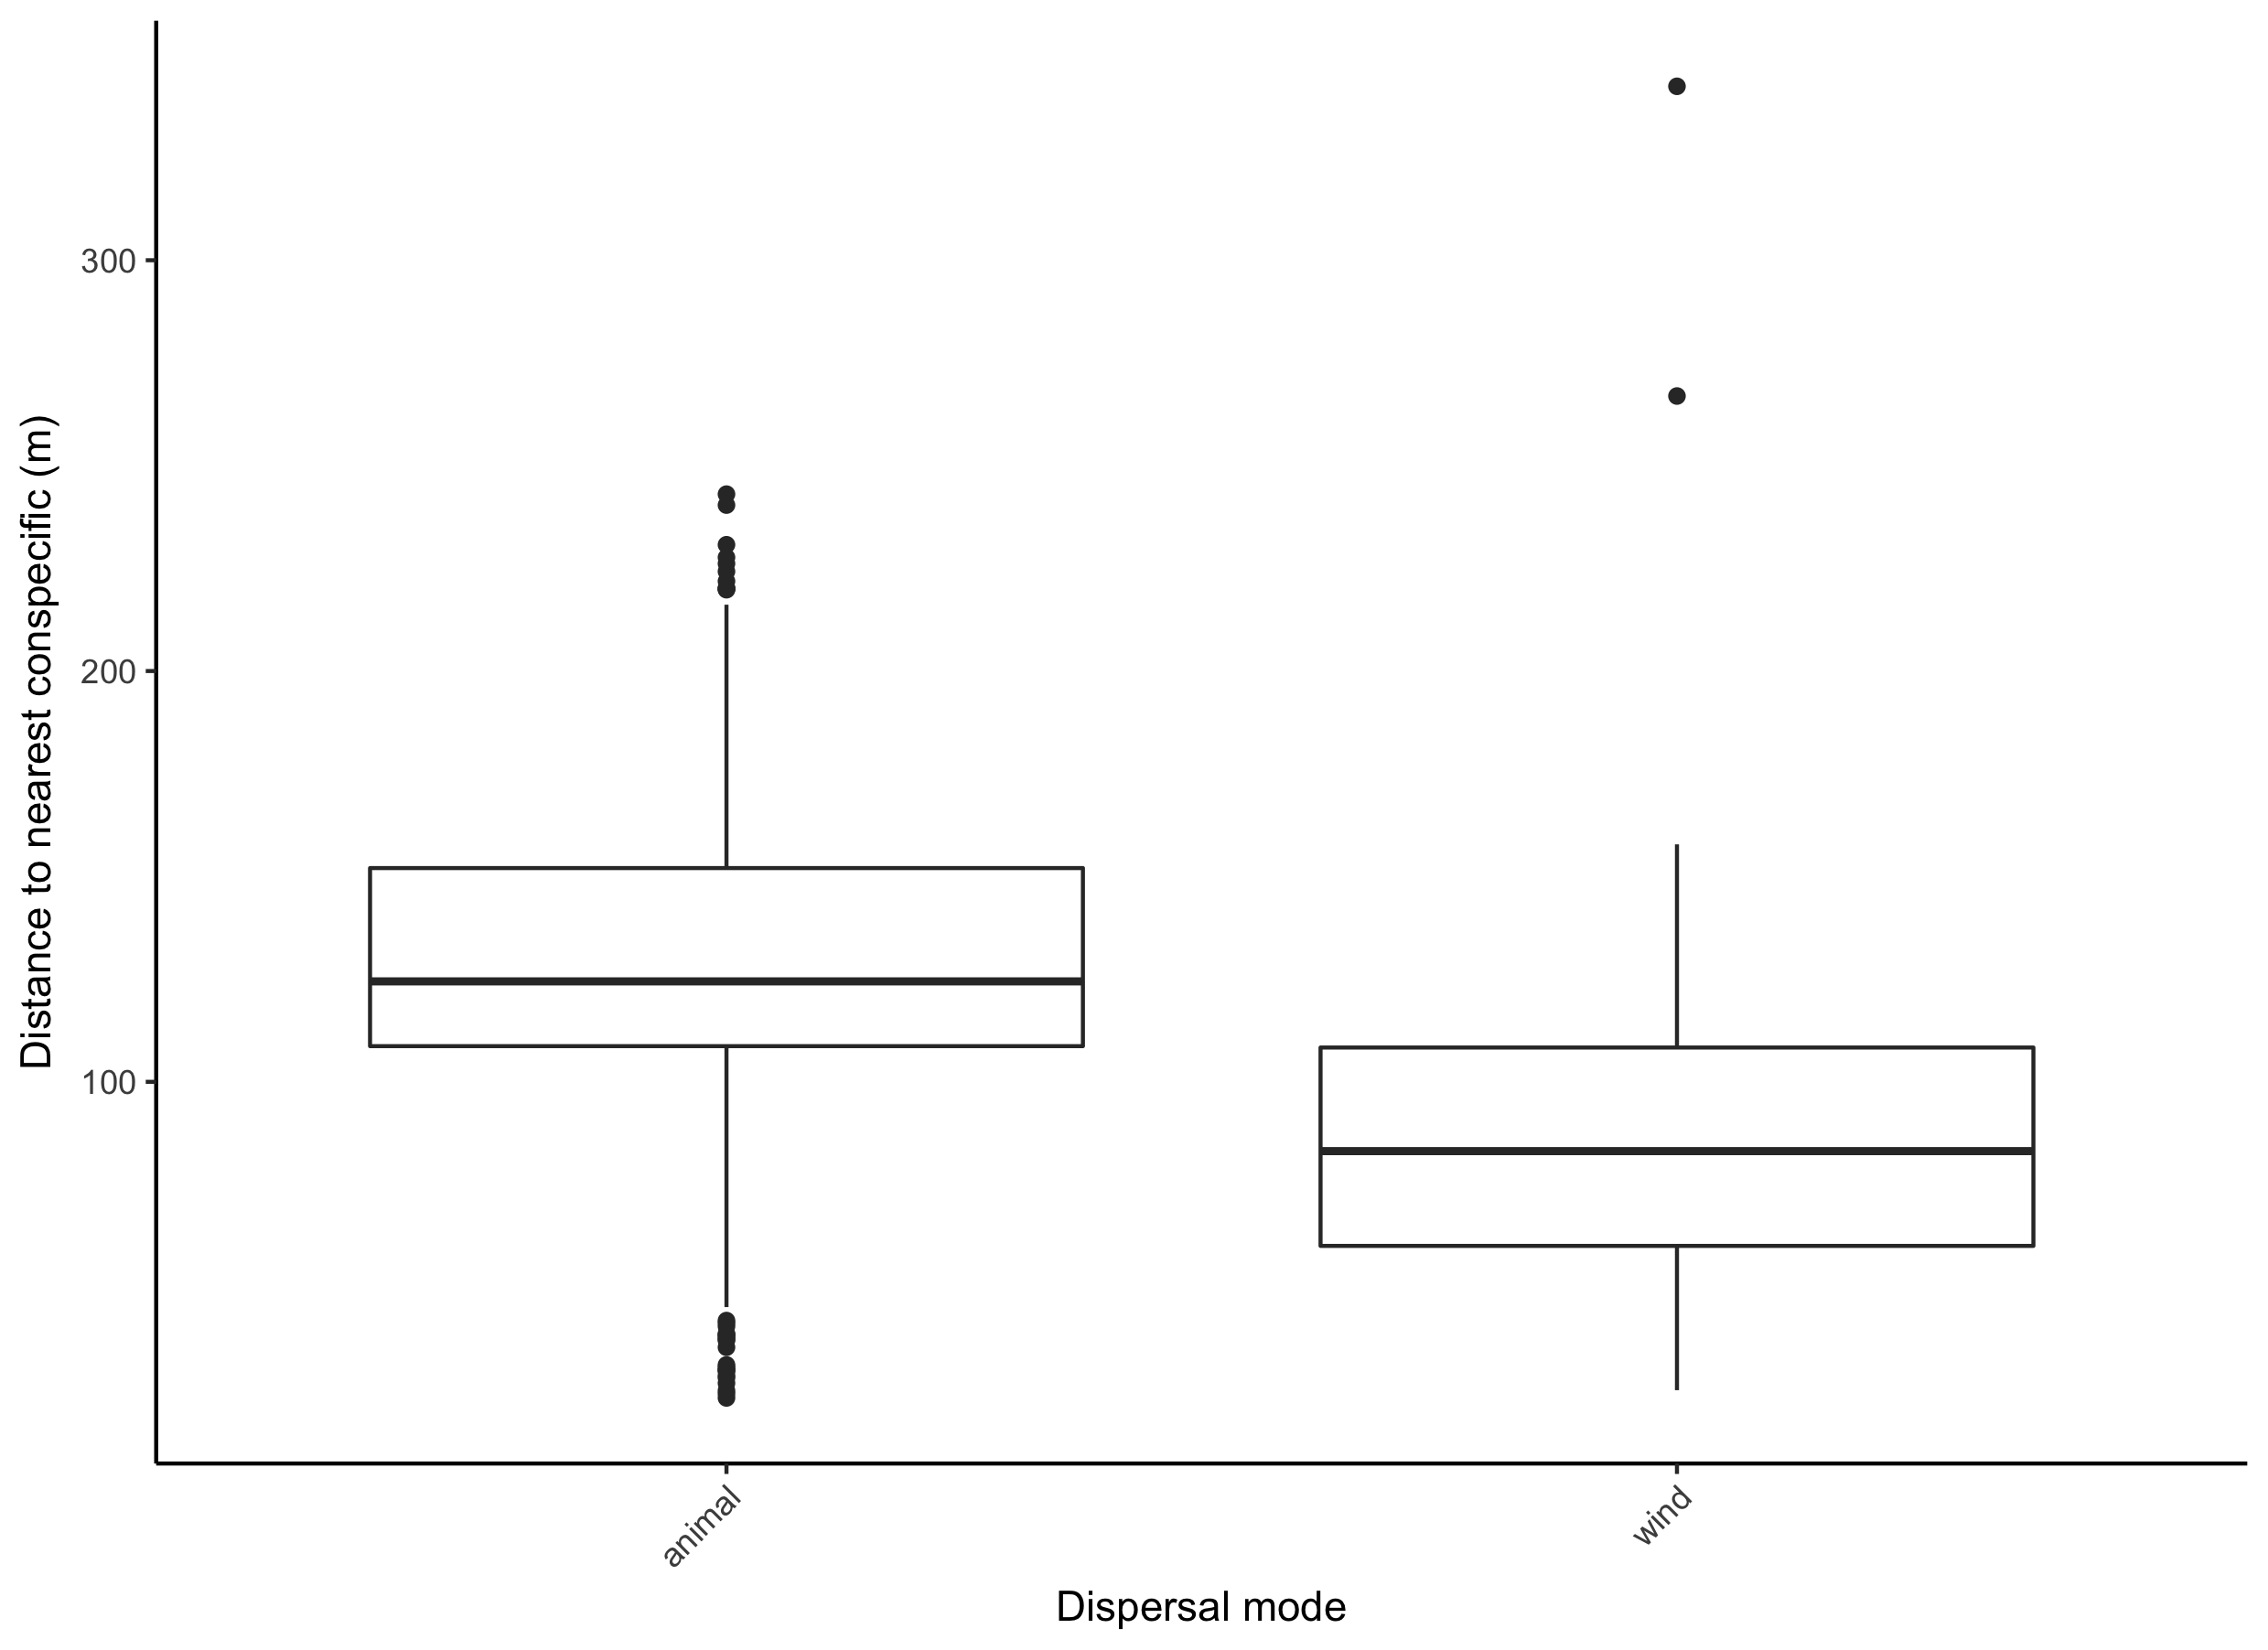 Distance to nearest conspecific (m)
300
200
100
animal
wind
Dispersal mode